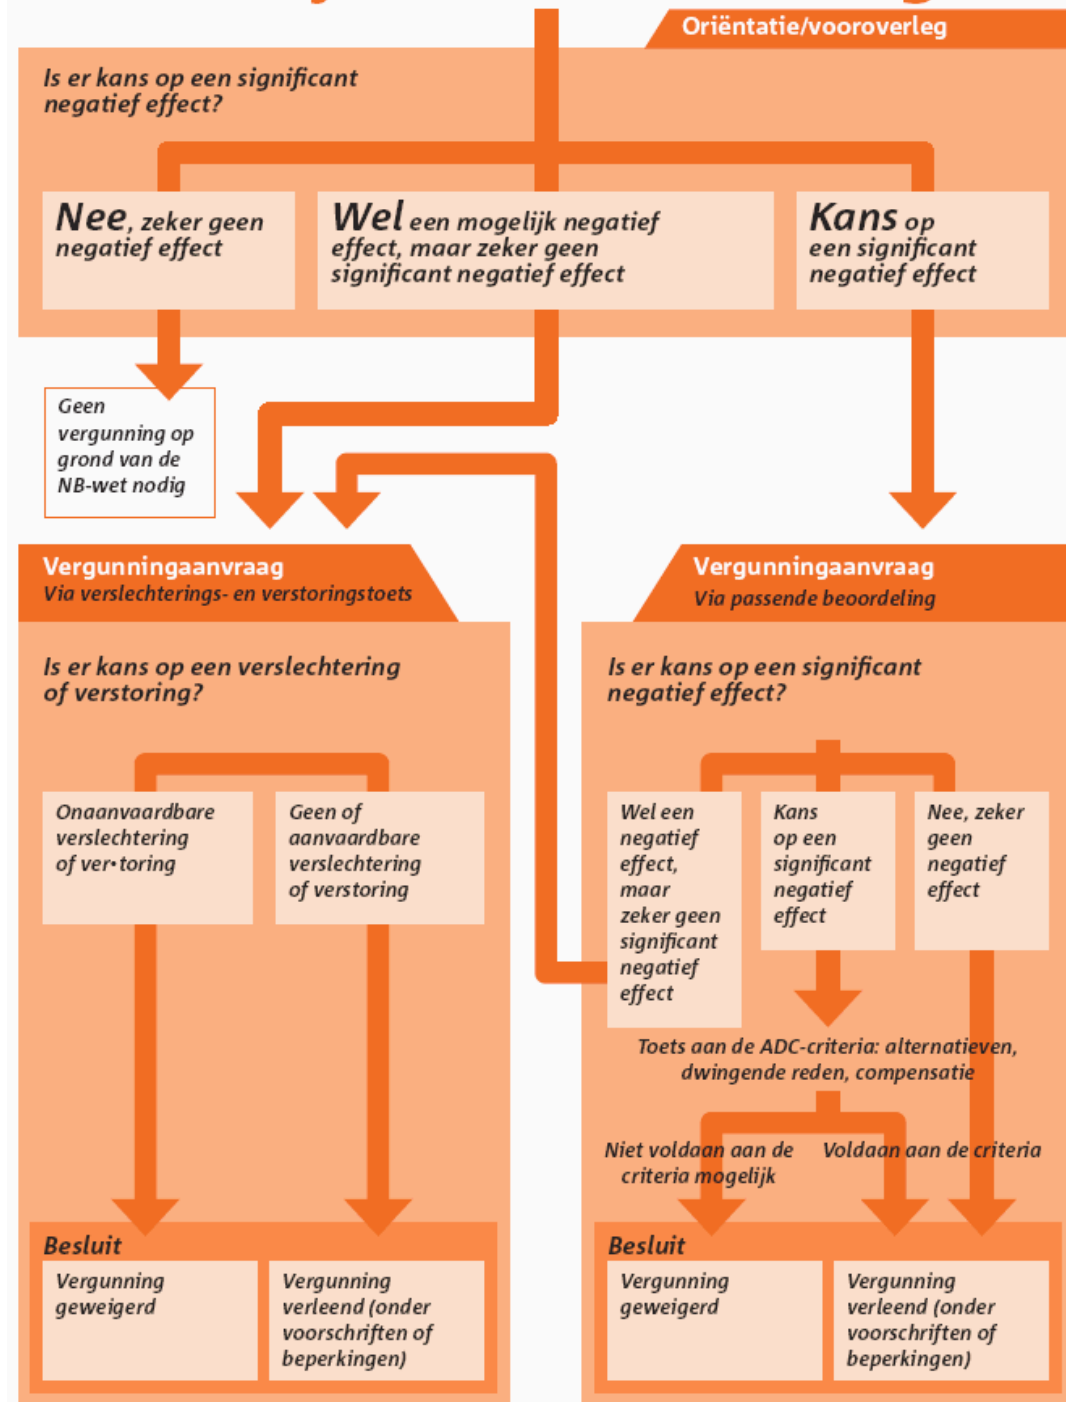 Oriëntatie/vooroverleg
Is er kans op een significant
negatief effect?
Nee, zeker geen
negatief effect
Wel een mogelijk negatief
effect, maar zeker geen
significant negatief effect
Kans op
een significant
negatief effect
Geen
vergunning op
grond van de
NB-wet nodig
Vergunningaanvraag
Via verslechterings- en verstoringstoets
Is er kans op een verslechtering
of verstoring?
Onaanvaardbare
verslechtering
of ver•toring
Geen of
aanvaardbare
verslechtering
of verstoring
Besluit
Vergunning
geweigerd
Vergunning
verleend (onder
voorschriften of
beperkingen)
Vergunningaanvraag
Via passende beoordeling
Is er kans op een significant
negatief effect?
Wel een
negatief
effect,
maar
zeker geen
significant
negatief
effect
Kans
op een
significant
negatief
effect
Nee, zeker
geen
negatief
effect
Toets aan de ADC-criteria: alternatieven,
dwingende reden, compensatie
Niet voldaan aan de
criteria mogelijk
Voldaan aan de criteria
Besluit
Vergunning
geweigerd
Vergunning
verleend (onder
voorschriften of
beperkingen)